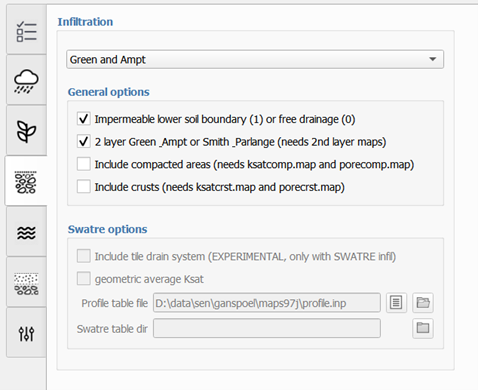 Infiltration
Green and Ampt
General options
Impermeable lower soil boundary (1) or free drainage (0)
2 layer Green _Ampt or Smith _Parlange (needs 2nd layer maps)
Include compacted areas (needs ksatcomp.map and porecomp.map)
Include crusts (needs ksatcrst.map and porecrst.map)
Swatre options
Include tile drain system (EXPERIMENTAL, only with SWATRE infil)
geometric average Ksat
Profile table file D:\data\sen\ganspoel\maps97j\profile.inp
Swatre table dir